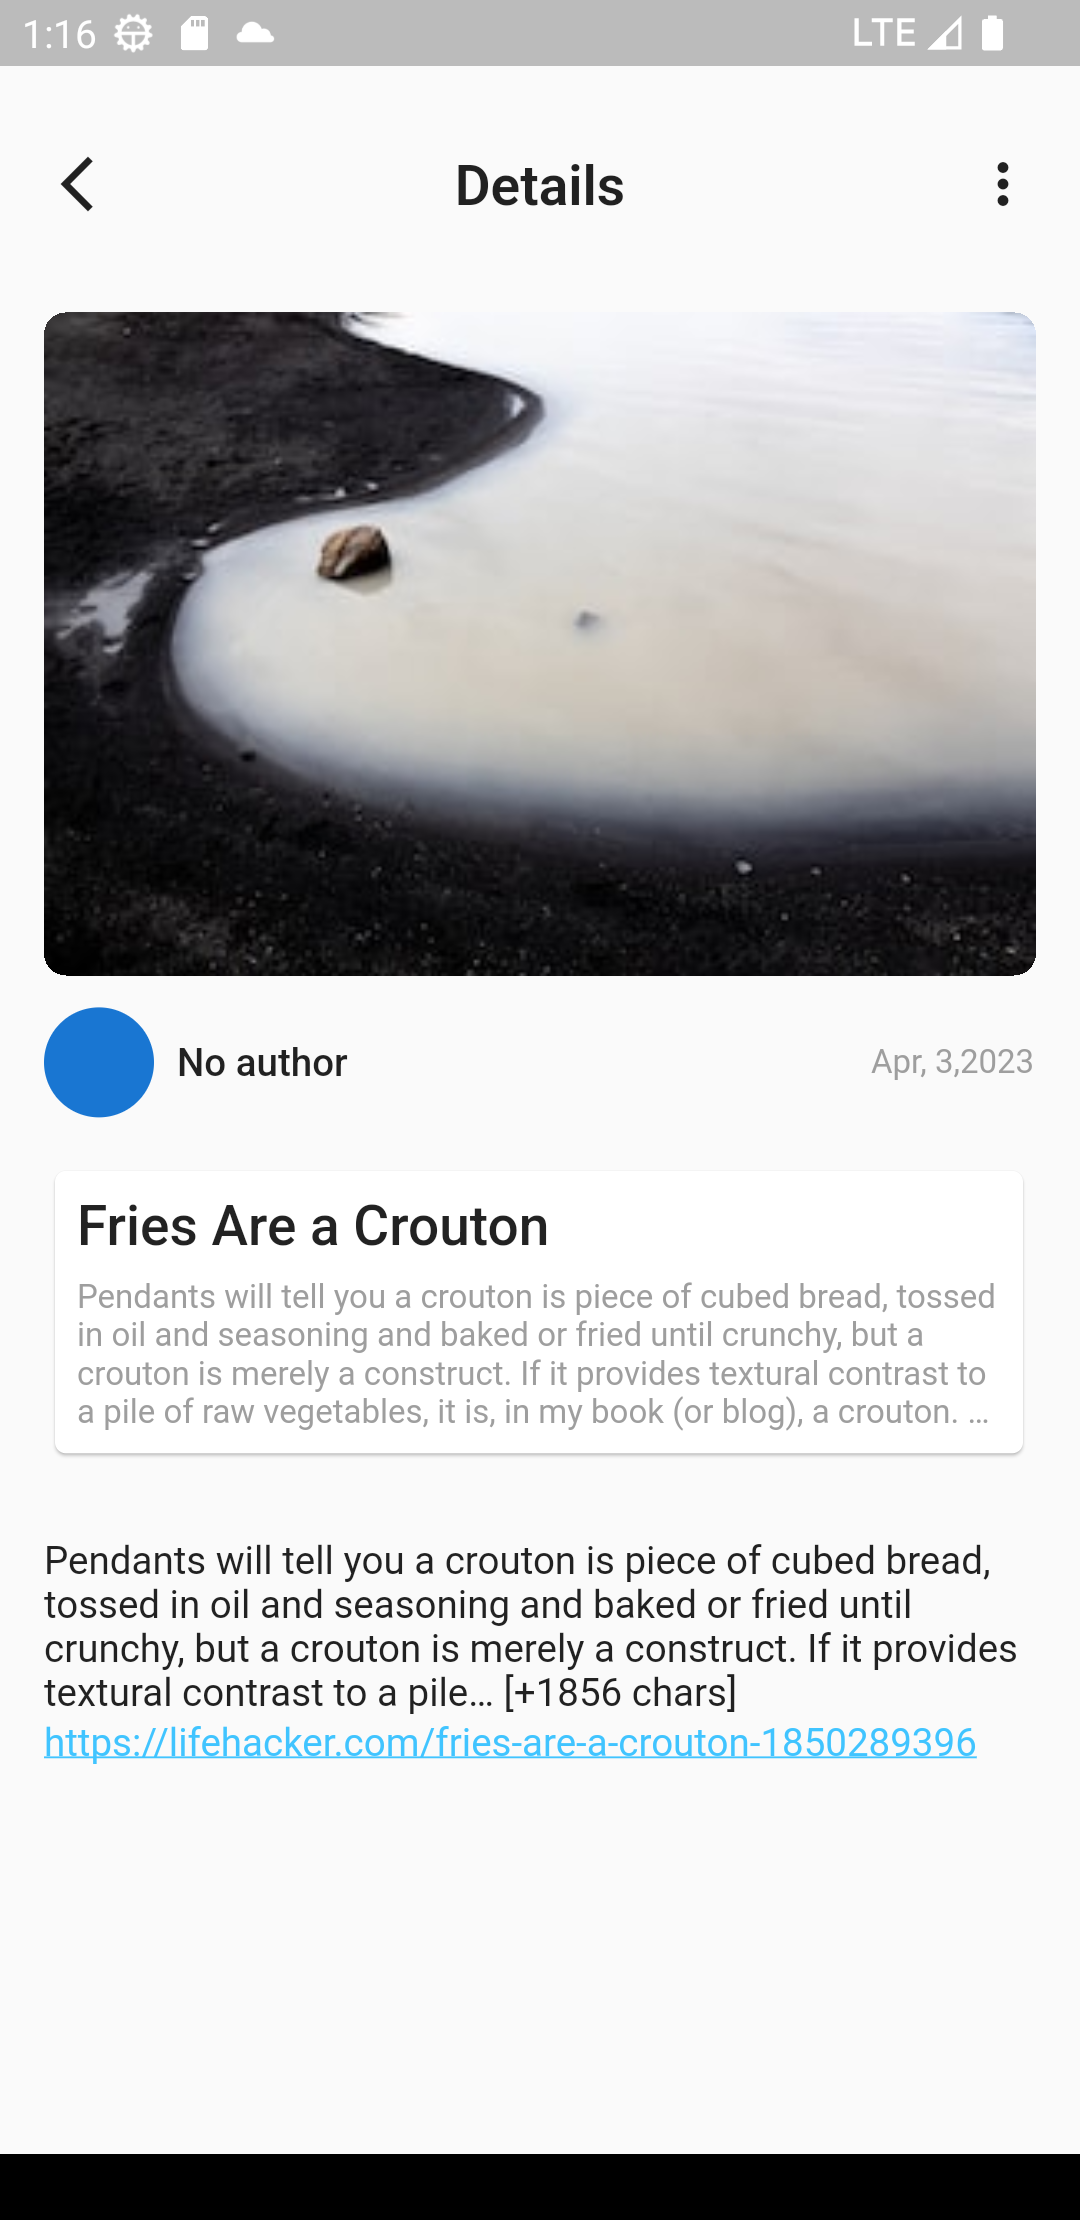 1:16
LTE
Details
No author
Apr, 3,2023
Fries Are a Crouton
Pendants will tell you a crouton is piece of cubed bread, tossed
in oil and seasoning and baked or fried until crunchy, but a
crouton is merely a construct. If it provides textural contrast to
a pile of raw vegetables, it is, in my book (or blog), a crouton. ...
Pendants will tell you a crouton is piece of cubed bread,
tossed in oil and seasoning and baked or fried until
crunchy, but a crouton is merely a construct. If it provides
textural contrast to a pile… [+1856 chars]
https://lifehacker.com/fries-are-a-crouton-1850289396